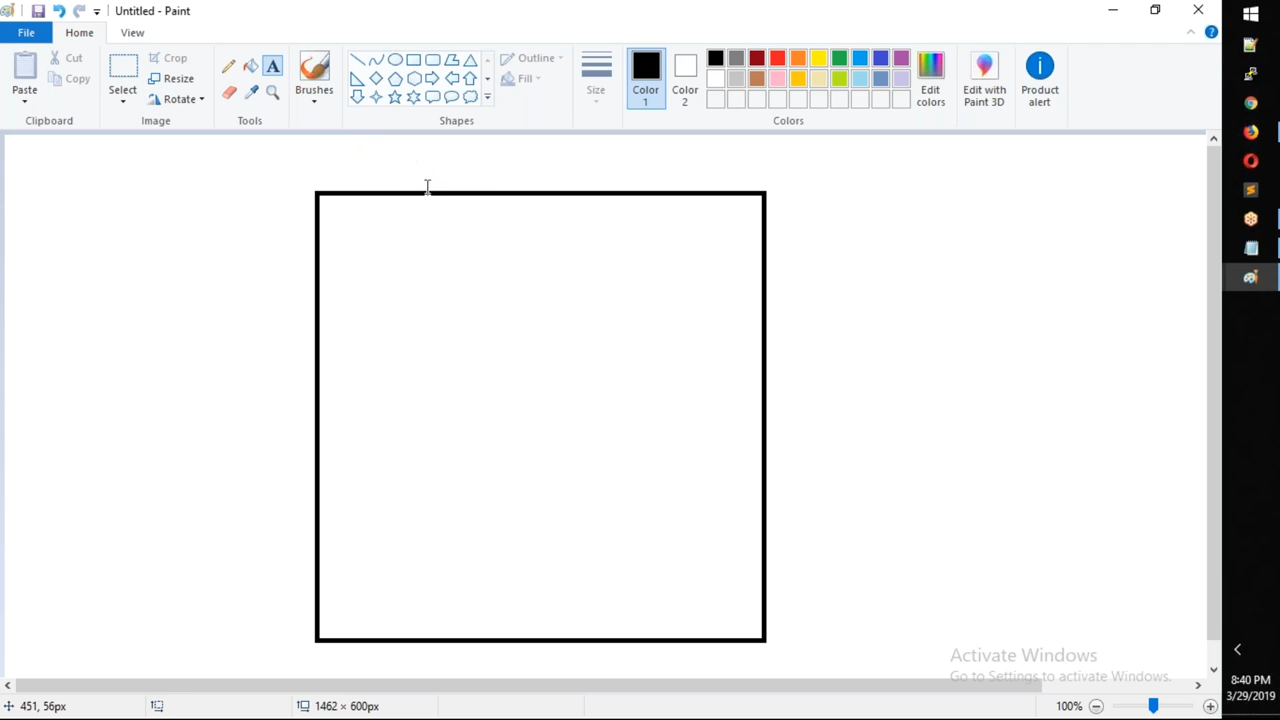 Untitled - Paint
File
Home
View
Paste
Cut
Copy
Clipboard
Select
Crop
Resize
Rotate
Image
A
Tools
Brushes
Outline
Fill
Shapes
Size
Color 1
Color 2
Edit colors
Colors
Edit with Paint 3D
Product alert
Activate Windows
Go to Settings to activate Windows.
451, 56px
1462 × 600px
100%
8:40 PM
3/29/2019